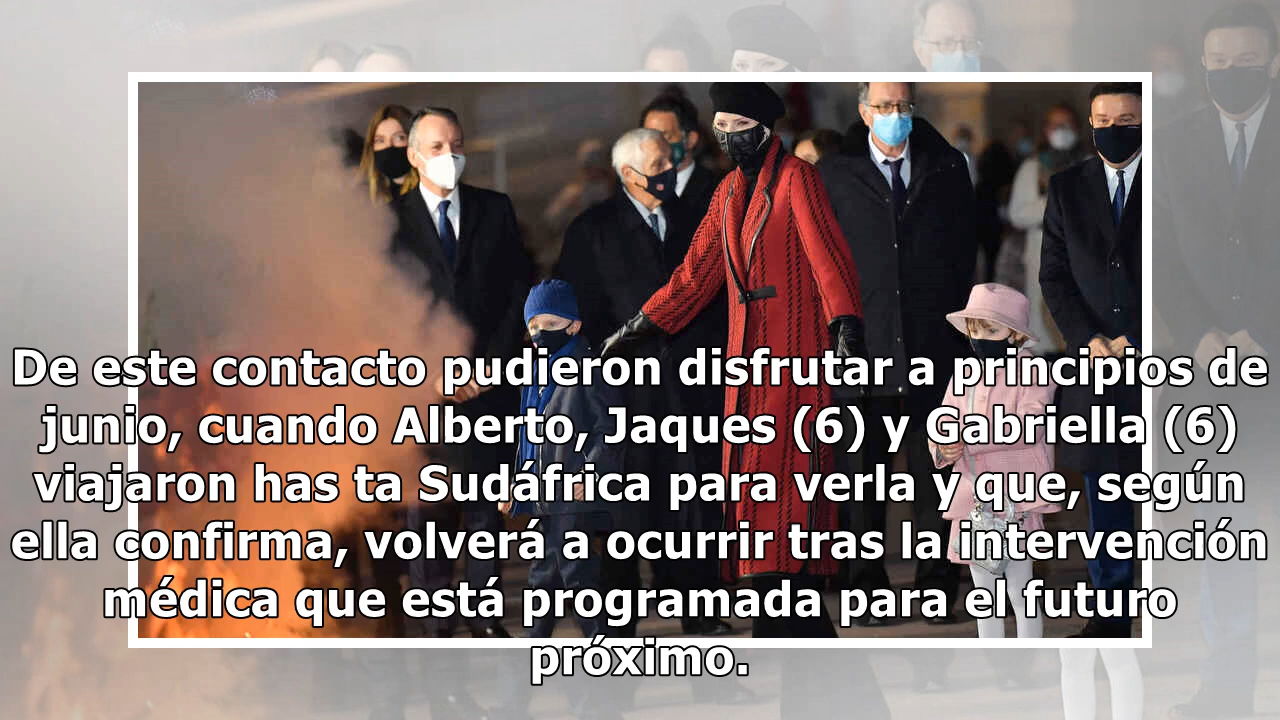 De este contacto pudieron disfrutar a principios de
junio, cuando Alberto, Jaques (6) y Gabriella (6)
viajaron has ta Sudáfrica para verla y que, según
ella confirma, volverá a ocurrir tras la intervención
médica que está programada para el futuro
próximo.